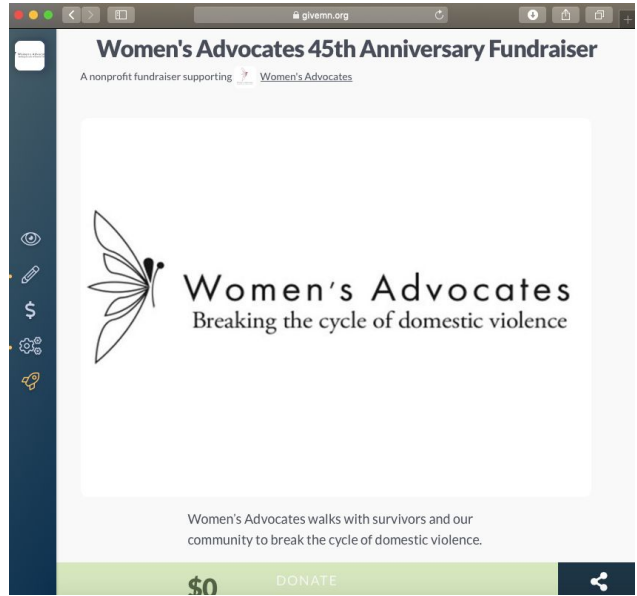 givemn.org
Women's Advocates 45th Anniversary Fundraiser
A nonprofit fundraiser supporting Women's Advocates
Women's Advocates
Breaking the cycle of domestic violence
Women's Advocates walks with survivors and our
community to break the cycle of domestic violence.
$0
DONATE